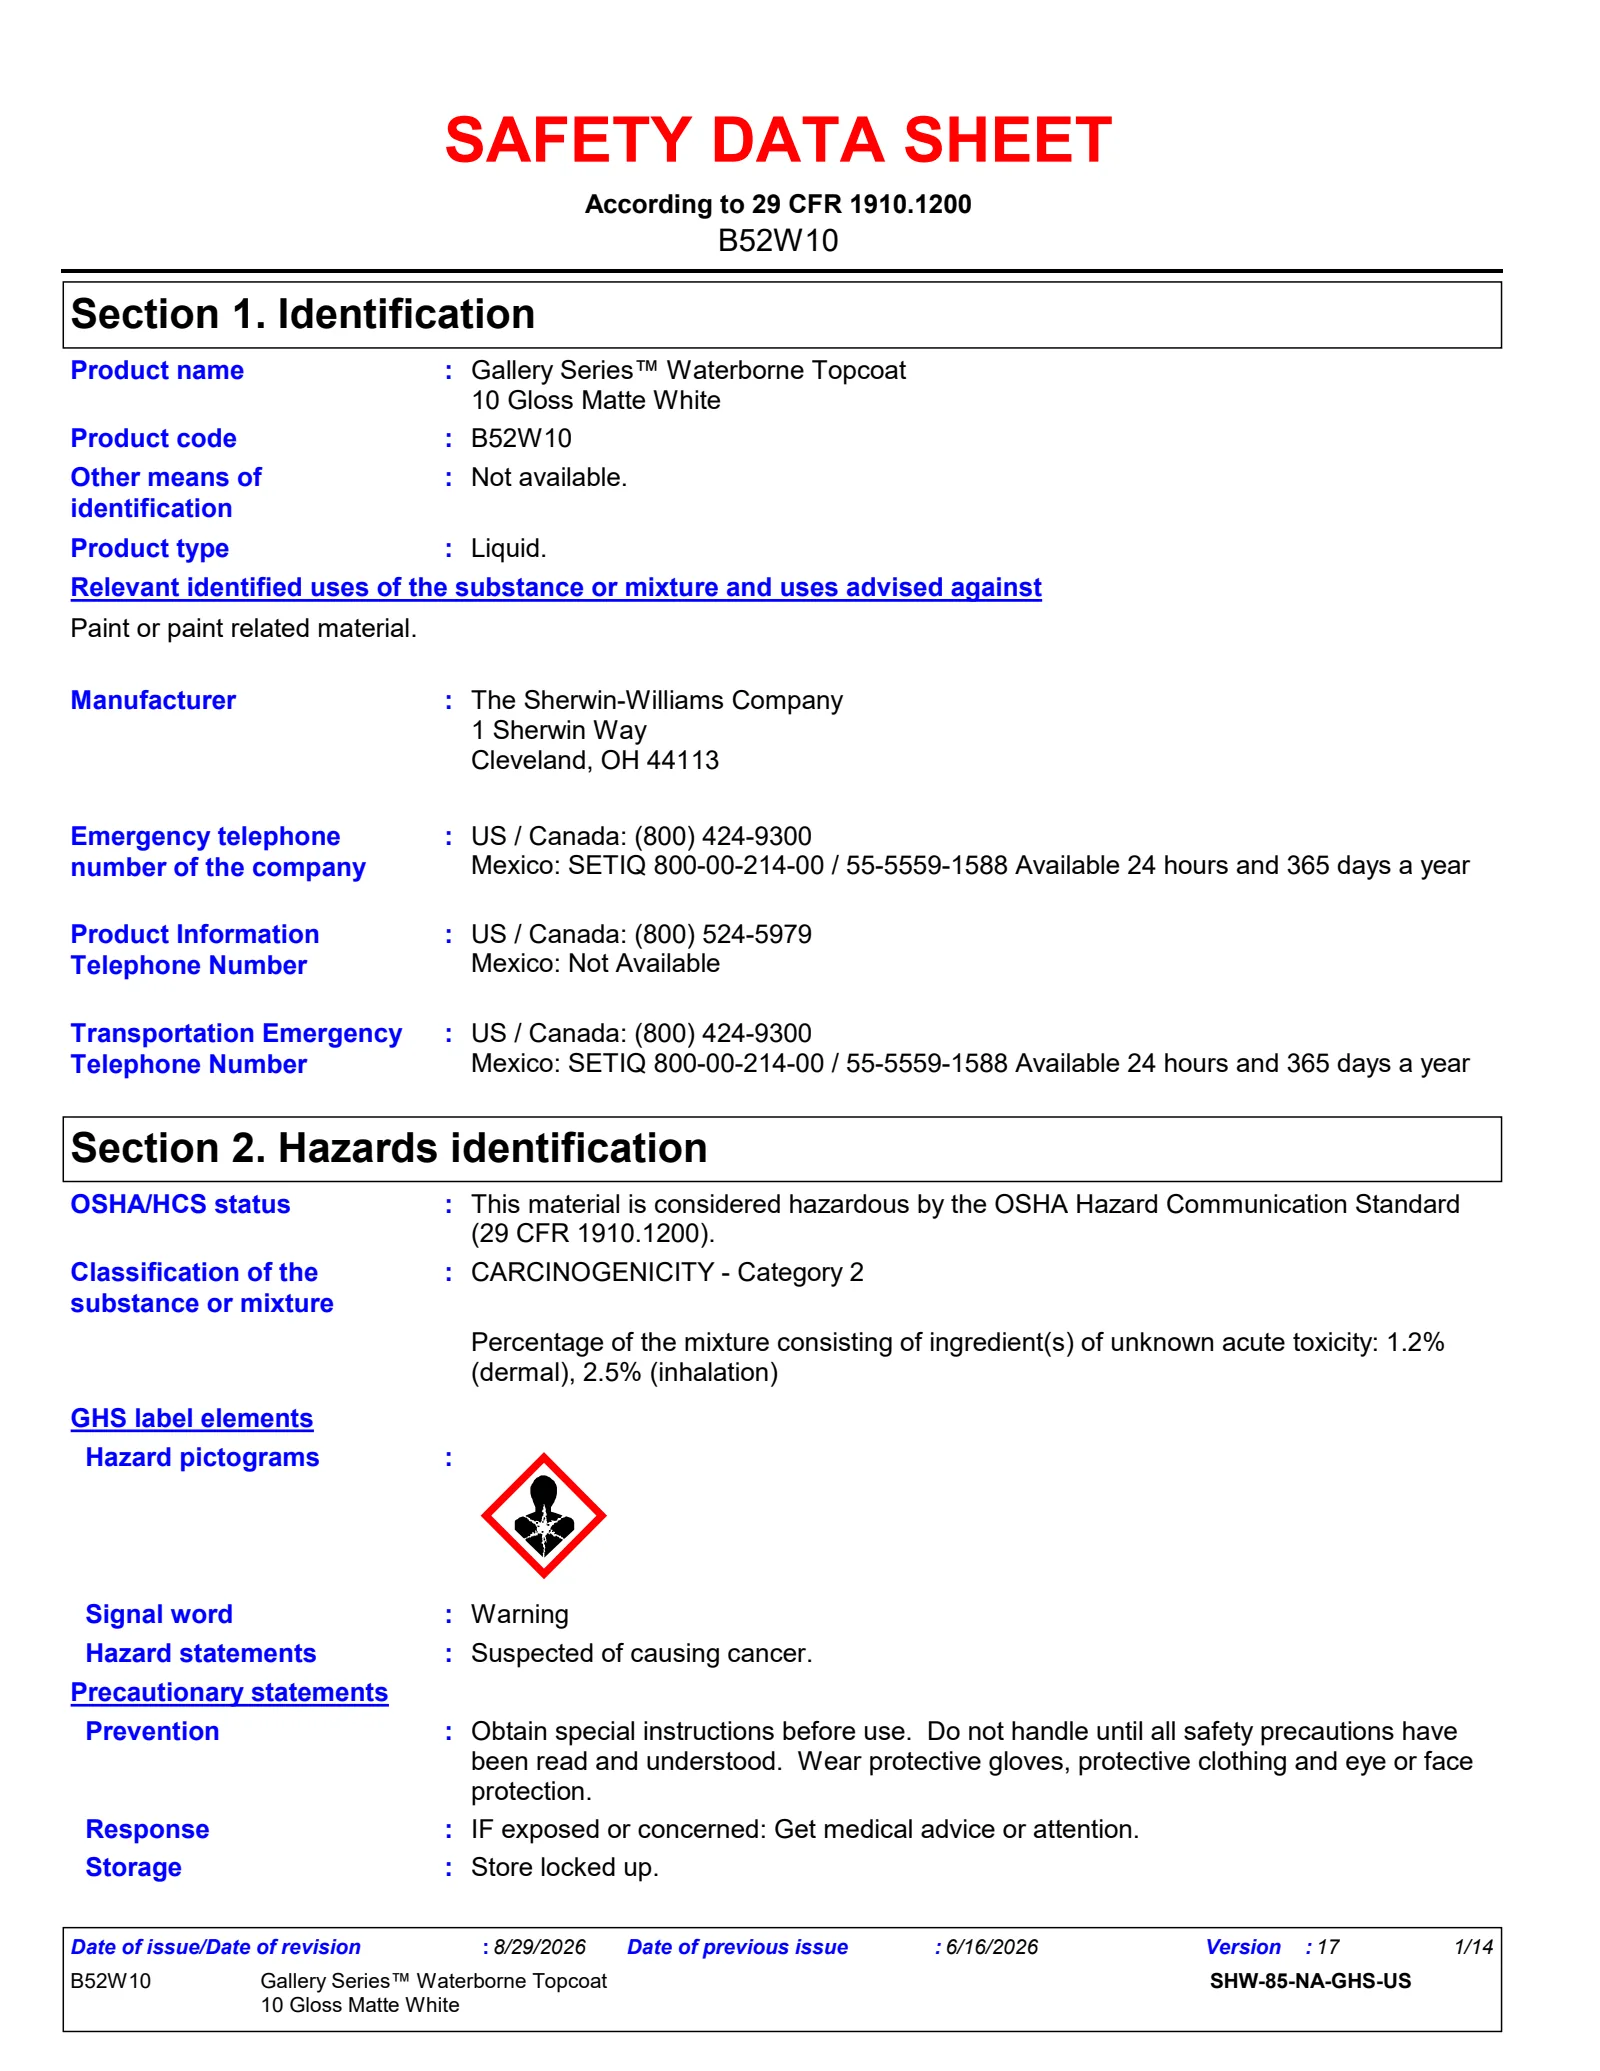 SAFETY DATA SHEET
According to 29 CFR 1910.1200
B52W10
Section 1. Identification
Product name : Gallery Series™ Waterborne Topcoat
10 Gloss Matte White
Product code : B52W10
Other means of identification : Not available.
Product type : Liquid.
Relevant identified uses of the substance or mixture and uses advised against
Paint or paint related material.
Manufacturer : The Sherwin-Williams Company
1 Sherwin Way
Cleveland, OH 44113
Emergency telephone number of the company : US / Canada: (800) 424-9300
Mexico: SETIQ 800-00-214-00 / 55-5559-1588 Available 24 hours and 365 days a year
Product Information Telephone Number : US / Canada: (800) 524-5979
Mexico: Not Available
Transportation Emergency Telephone Number : US / Canada: (800) 424-9300
Mexico: SETIQ 800-00-214-00 / 55-5559-1588 Available 24 hours and 365 days a year
Section 2. Hazards identification
OSHA/HCS status : This material is considered hazardous by the OSHA Hazard Communication Standard
(29 CFR 1910.1200).
Classification of the substance or mixture : CARCINOGENICITY - Category 2
Percentage of the mixture consisting of ingredient(s) of unknown acute toxicity: 1.2%
(dermal), 2.5% (inhalation)
GHS label elements
Hazard pictograms :
Signal word : Warning
Hazard statements : Suspected of causing cancer.
Precautionary statements
Prevention : Obtain special instructions before use. Do not handle until all safety precautions have
been read and understood. Wear protective gloves, protective clothing and eye or face
protection.
Response : IF exposed or concerned: Get medical advice or attention.
Storage : Store locked up.
Date of issue/Date of revision : 8/29/2026 Date of previous issue : 6/16/2026 Version : 17 1/14
B52W10 Gallery Series™ Waterborne Topcoat SHW-85-NA-GHS-US
10 Gloss Matte White